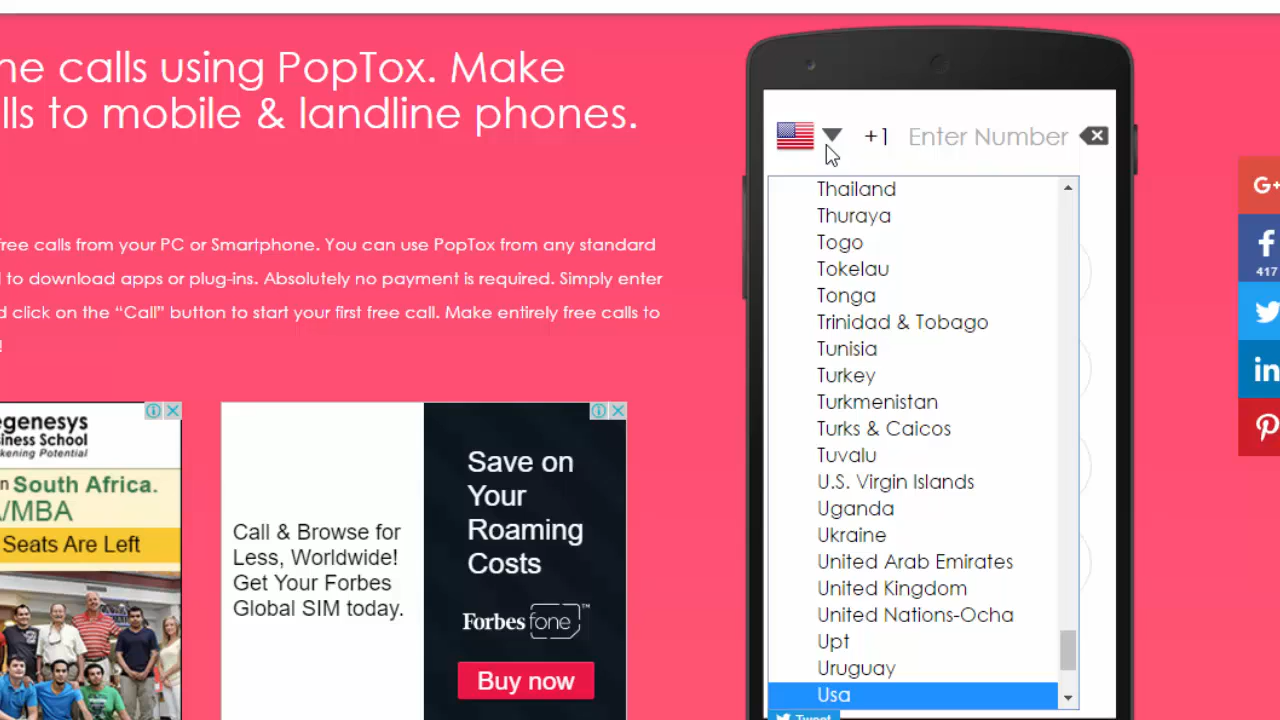 ne calls using PopTox. Make
lls to mobile & landline phones.
free calls from your PC or Smartphone. You can use PopTox from any standard
d to download apps or plug-ins. Absolutely no payment is required. Simply enter
d click on the “Call” button to start your first free call. Make entirely free calls to
!
+1 Enter Number
Thailand
Thuraya
Togo
Tokelau
Tonga
Trinidad & Tobago
Tunisia
Turkey
Turkmenistan
Turks & Caicos
Tuvalu
U.S. Virgin Islands
Uganda
Ukraine
United Arab Emirates
United Kingdom
United Nations-Ocha
Upt
Uruguay
Usa
Tweet
G+
f
417
in
egenesys
siness School
kening Potential
n South Africa.
A/MBA
Seats Are Left
Call & Browse for
Less, Worldwide!
Get Your Forbes
Global SIM today.
Save on
Your
Roaming
Costs
Forbes fone ™
Buy now